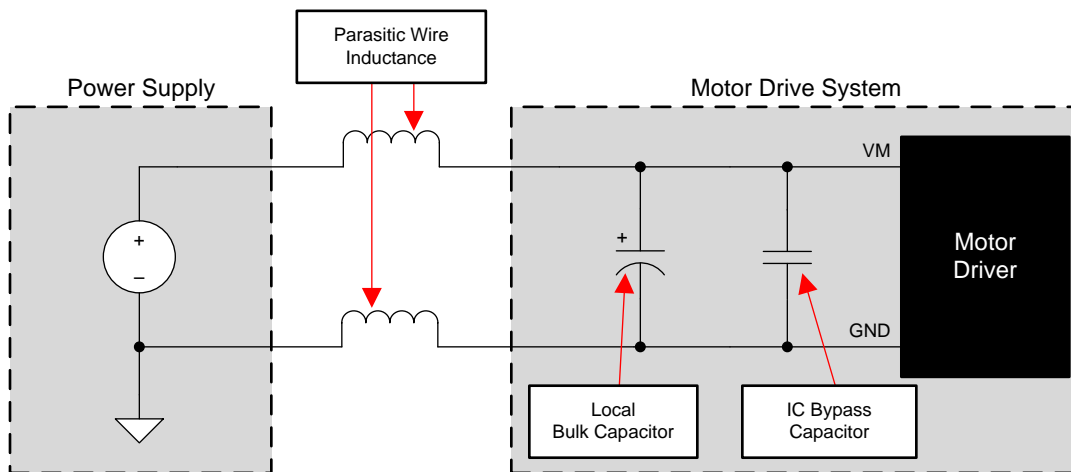 Parasitic Wire
Inductance
Power Supply
Motor Drive System
VM
+
–
+
Motor
Driver
GND
Local
Bulk Capacitor
IC Bypass
Capacitor